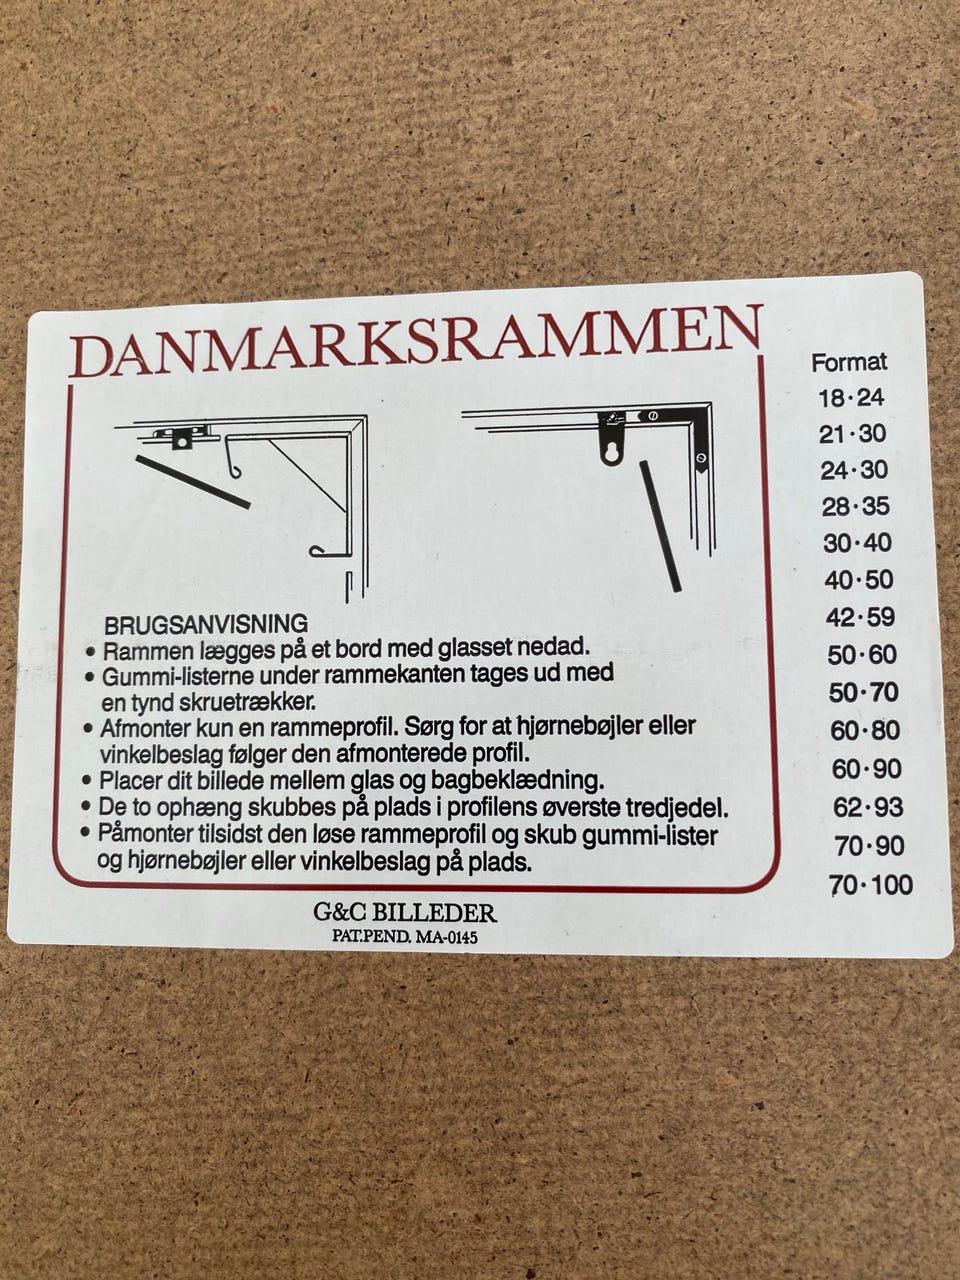 DANMARKSRAMMEN
BRUGSANVISNING
• Rammen lægges på et bord med glasset nedad.
• Gummi-listerne under rammekanten tages ud med
en tynd skruetrækker.
• Afmonter kun en rammeprofil. Sørg for at hjørnebøjler eller
vinkelbeslag følger den afmonterede profil.
• Placer dit billede mellem glas og bagbeklædning.
• De to ophæng skubbes på plads i profilens øverste tredjedel.
• Påmonter tilsidst den løse rammeprofil og skub gummi-lister
og hjørnebøjler eller vinkelbeslag på plads.
G&C BILLEDER
PAT.PEND. MA-0145
Format
18·24
21·30
24·30
28·35
30·40
40·50
42·59
50·60
50·70
60·80
60·90
62·93
70·90
70·100